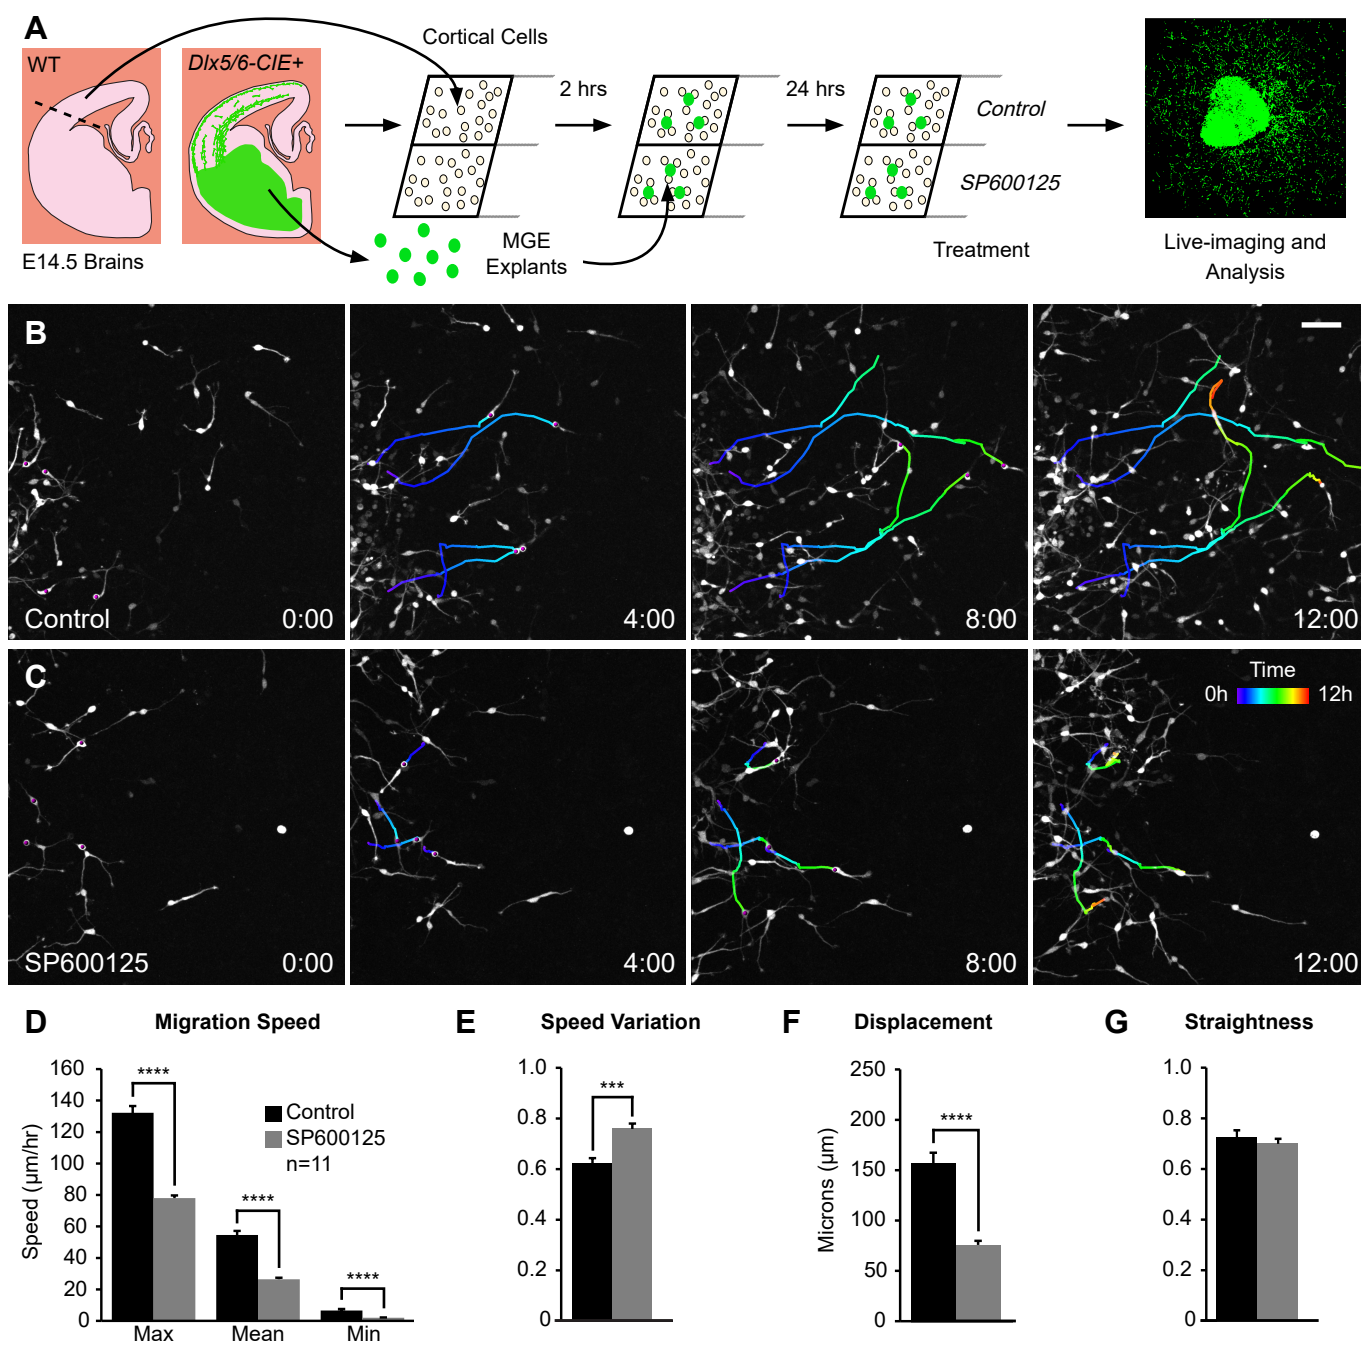 A
WT
Dlx5/6-CIE+
E14.5 Brains
Cortical Cells
2 hrs
24 hrs
Control
SP600125
MGE
Explants
Treatment
Live-imaging and
Analysis
B
Control
0:00
4:00
8:00
12:00
C
SP600125
0:00
4:00
8:00
Time
0h
12h
12:00
D
Migration Speed
Speed (μm/hr)
160
140
120
100
80
60
40
20
0
****
****
****
Control
SP600125
n=11
Max
Mean
Min
E
Speed Variation
1.0
0.8
0.6
0.4
0.2
0
***
F
Displacement
Microns (μm)
250
200
150
100
50
0
****
G
Straightness
1.0
0.8
0.6
0.4
0.2
0